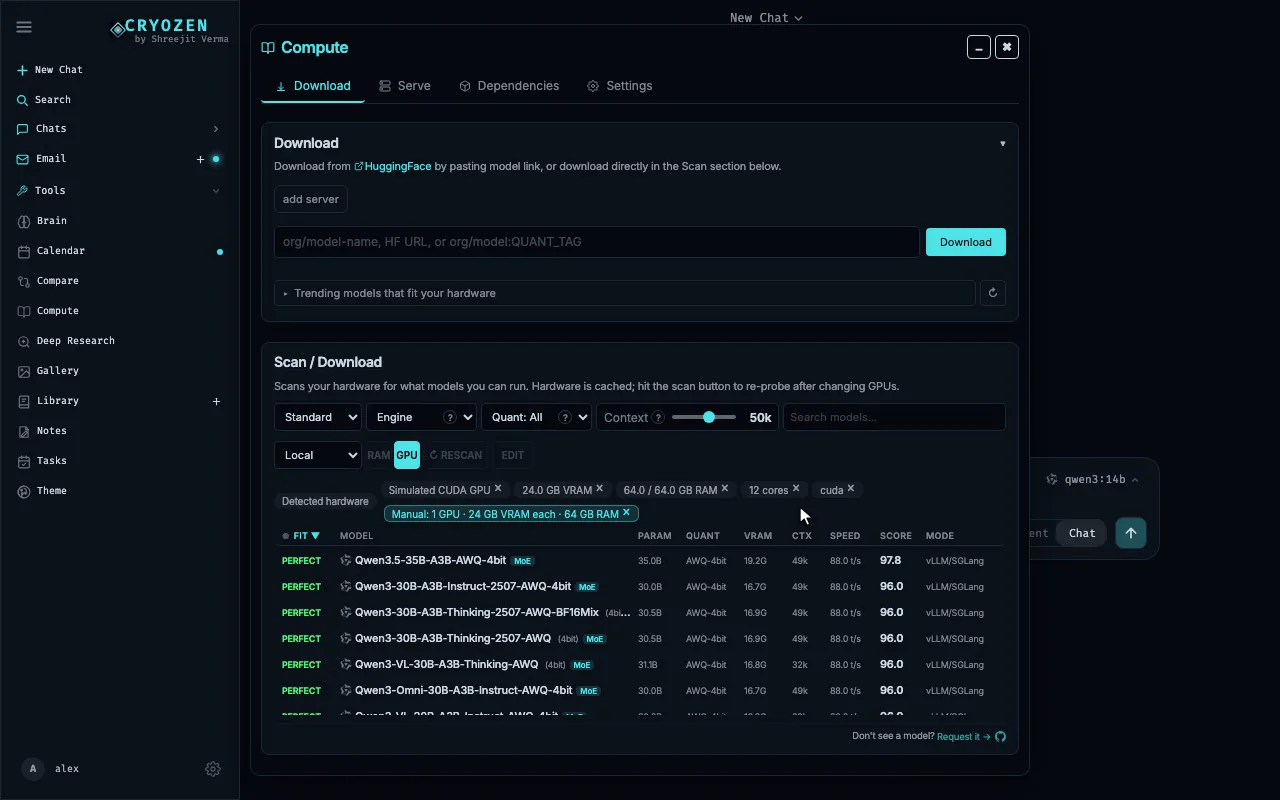 CRYOZEN
by Shreejit Verma
New Chat
Search
Chats
Email
Tools
Brain
Calendar
Compare
Compute
Deep Research
Gallery
Library
Notes
Tasks
Theme
A alex
New Chat
Compute
Download Serve Dependencies Settings
Download
Download from HuggingFace by pasting model link, or download directly in the Scan section below.
add server
org/model-name, HF URL, or org/model:QUANT_TAG Download
Trending models that fit your hardware
Scan / Download
Scans your hardware for what models you can run. Hardware is cached; hit the scan button to re-probe after changing GPUs.
Standard Engine ? Quant: All ? Context ? 50k Search models...
Local RAM GPU RESCAN EDIT
Detected hardware Simulated CUDA GPU × 24.0 GB VRAM × 64.0 / 64.0 GB RAM × 12 cores × cuda ×
Manual: 1 GPU · 24 GB VRAM each · 64 GB RAM ×
FIT ▼ MODEL PARAM QUANT VRAM CTX SPEED SCORE MODE
PERFECT Qwen3.5-35B-A3B-AWQ-4bit MoE 35.0B AWQ-4bit 19.2G 49k 88.0 t/s 97.8 vLLM/SGLang
PERFECT Qwen3-30B-A3B-Instruct-2507-AWQ-4bit MoE 30.0B AWQ-4bit 16.7G 49k 88.0 t/s 96.0 vLLM/SGLang
PERFECT Qwen3-30B-A3B-Thinking-2507-AWQ-BF16Mix (4bi... 30.5B AWQ-4bit 16.9G 49k 88.0 t/s 96.0 vLLM/SGLang
PERFECT Qwen3-30B-A3B-Thinking-2507-AWQ (4bit) MoE 30.5B AWQ-4bit 16.9G 49k 88.0 t/s 96.0 vLLM/SGLang
PERFECT Qwen3-VL-30B-A3B-Thinking-AWQ (4bit) MoE 31.1B AWQ-4bit 16.8G 32k 88.0 t/s 96.0 vLLM/SGLang
PERFECT Qwen3-Omni-30B-A3B-Instruct-AWQ-4bit MoE 30.0B AWQ-4bit 16.7G 49k 88.0 t/s 96.0 vLLM/SGLang
PERFECT Qwen3-VL-30B-A3B-Instruct-AWQ-4bit
Don't see a model? Request it →
qwen3:14b
ent Chat